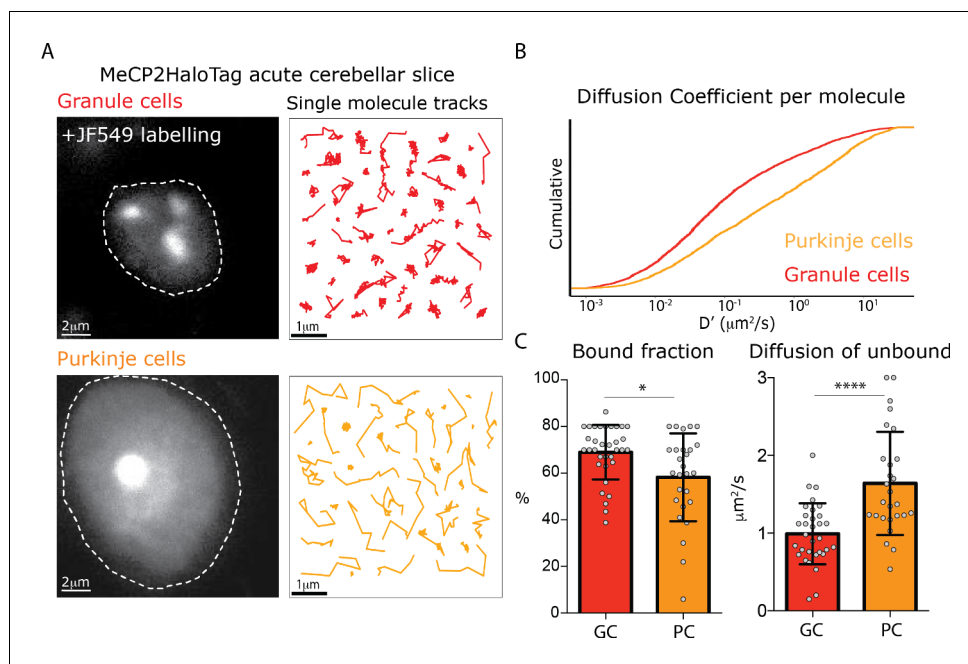 A
MeCP2HaloTag acute cerebellar slice
Granule cells
Single molecule tracks
+JF549 labelling
2μm
1μm
Purkinje cells
2μm
1μm
B
Diffusion Coefficient per molecule
Cumulative
Purkinje cells
Granule cells
10⁻³ 10⁻² 10⁻¹ 10⁰ 10¹
D' (μm²/s)
C
Bound fraction
100
80
60
40
20
0
%
*
GC PC
Diffusion of unbound
3
2
1
0
μm²/s
****
GC PC